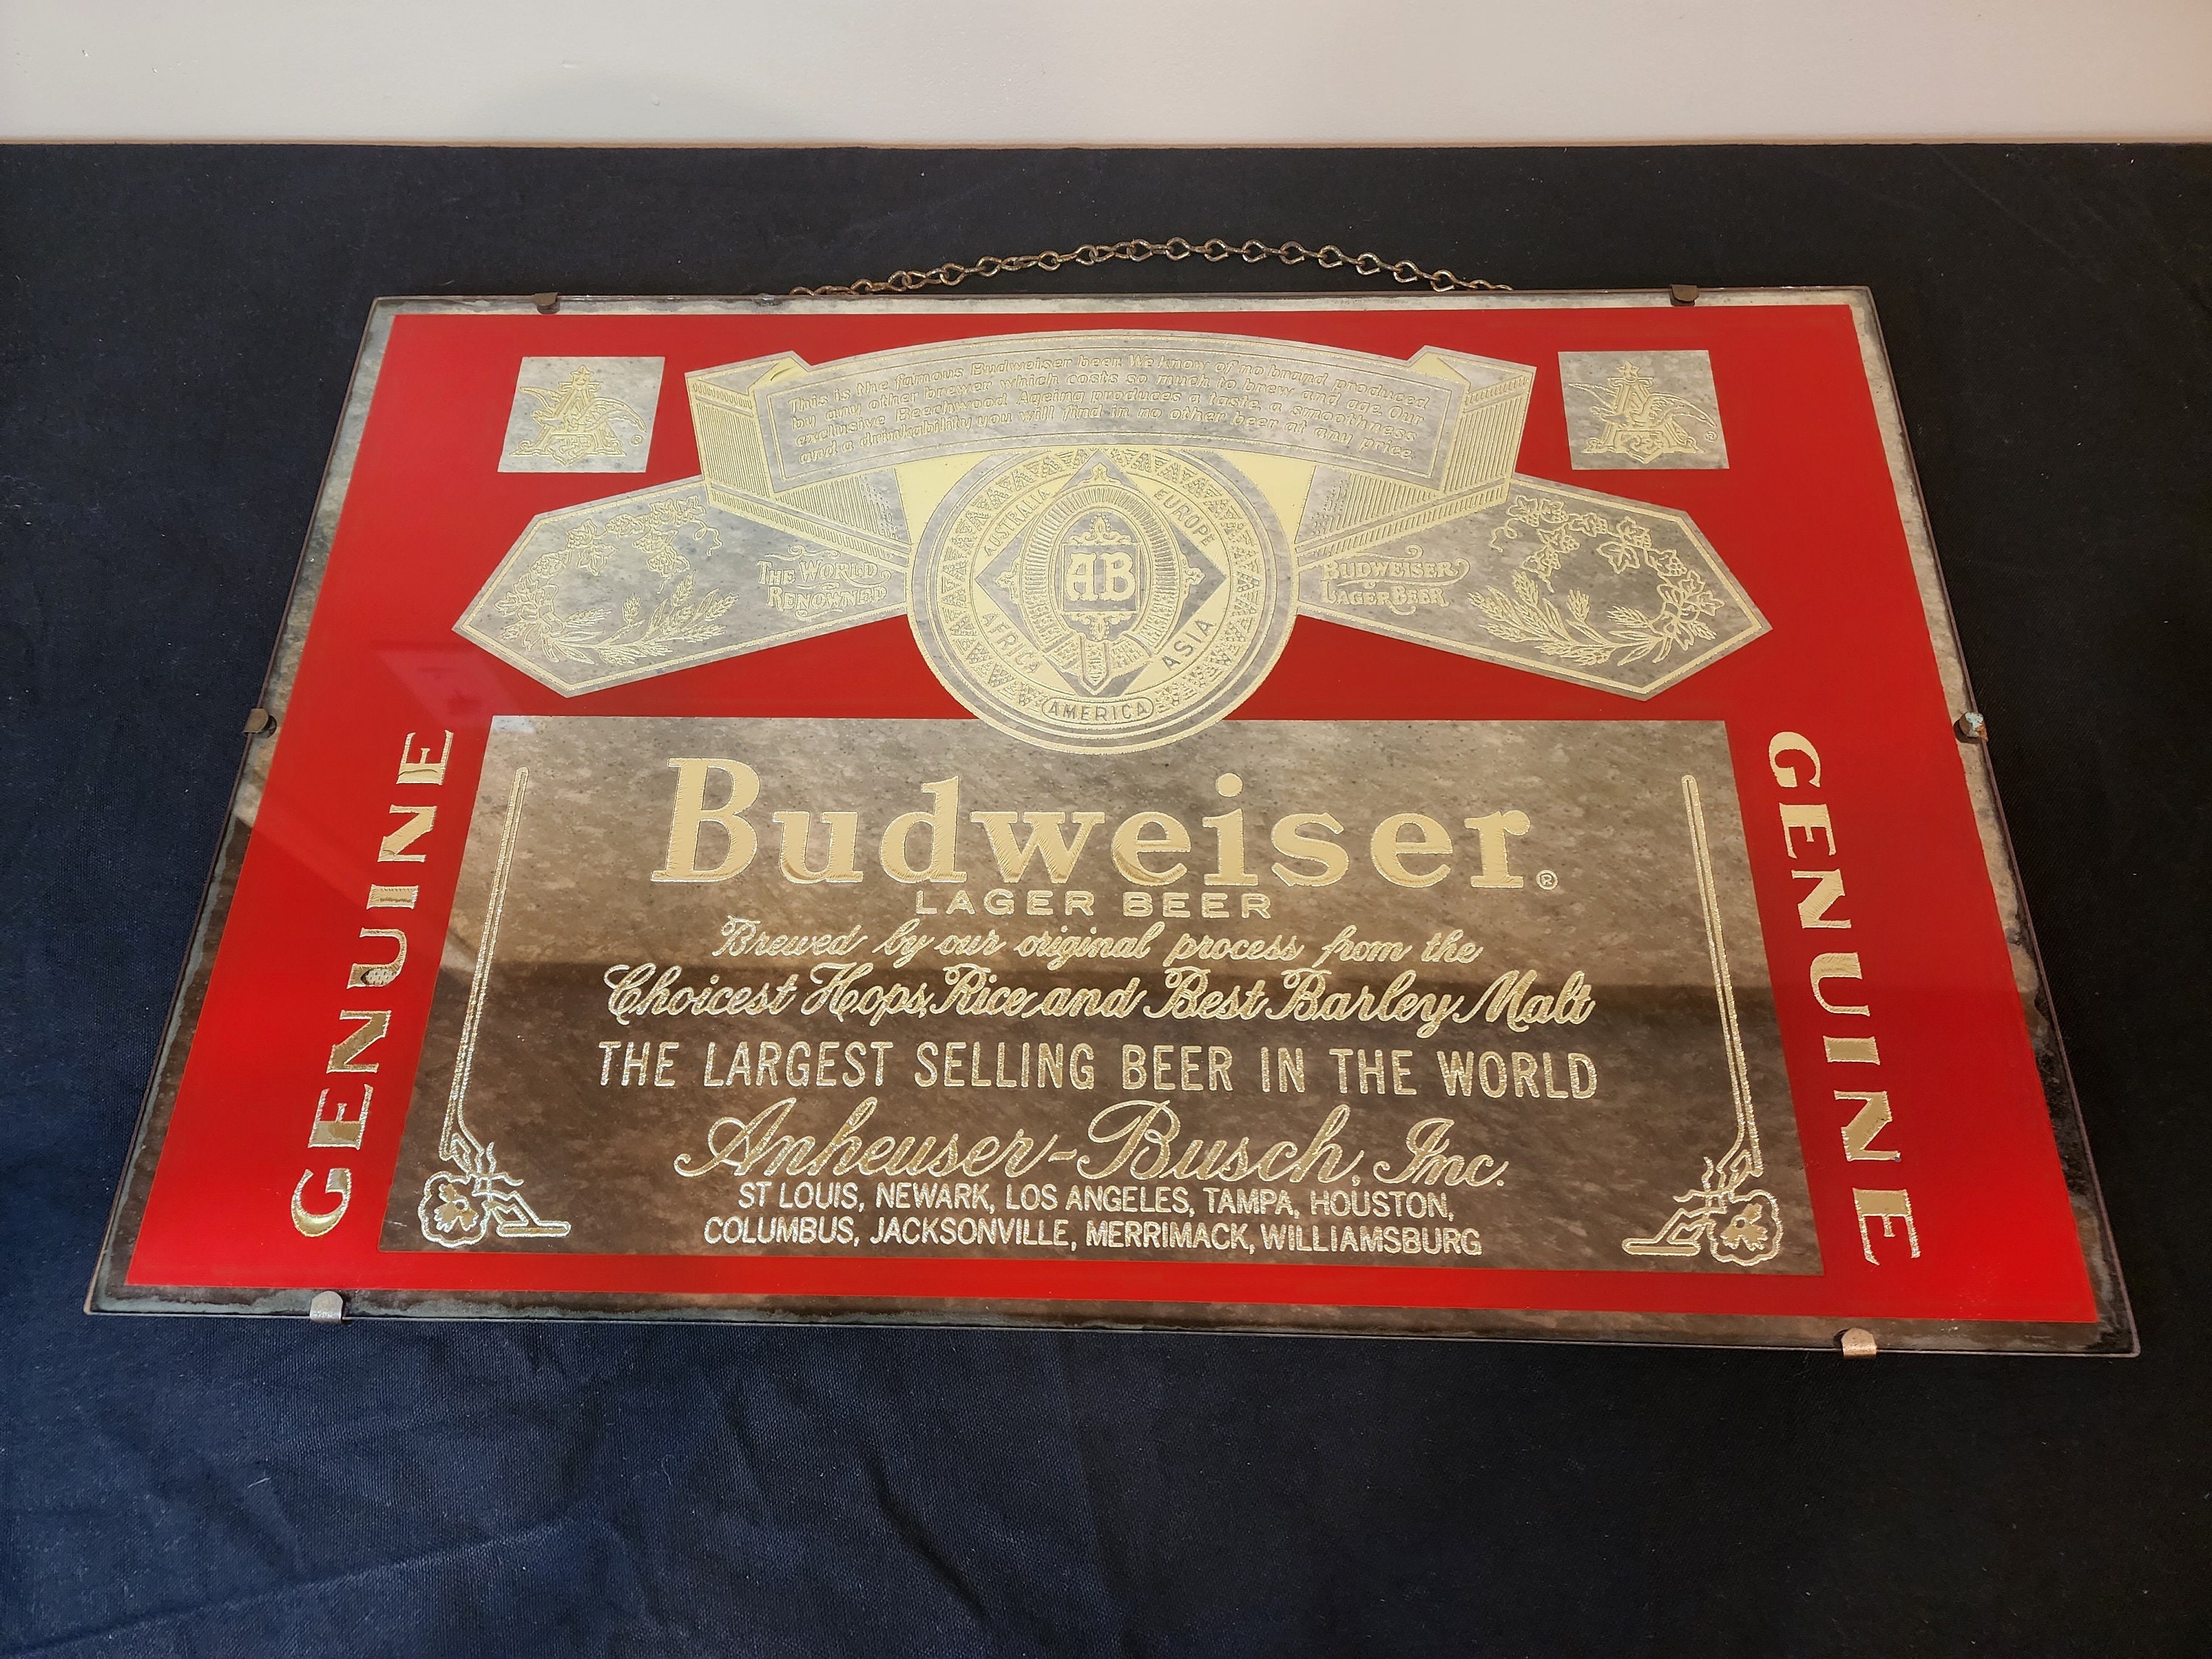 This is the famous Budweiser beer. We know of no brand produced
by any other brewer which costs so much to brew and age. Our
exclusive Beechwood Ageing produces a taste, a smoothness
and a drinkability you will find in no other beer at any price.
AUSTRALIA
EUROPE
THE WORLD
RENOWNED
AB
BUDWEISER
LAGER BEER
AFRICA
ASIA
AMERICA
GENUINE
GENUINE
Budweiser®
LAGER BEER
Brewed by our original process from the
Choicest Hops, Rice and Best Barley Malt
THE LARGEST SELLING BEER IN THE WORLD
Anheuser-Busch, Inc.
ST LOUIS, NEWARK, LOS ANGELES, TAMPA, HOUSTON,
COLUMBUS, JACKSONVILLE, MERRIMACK, WILLIAMSBURG